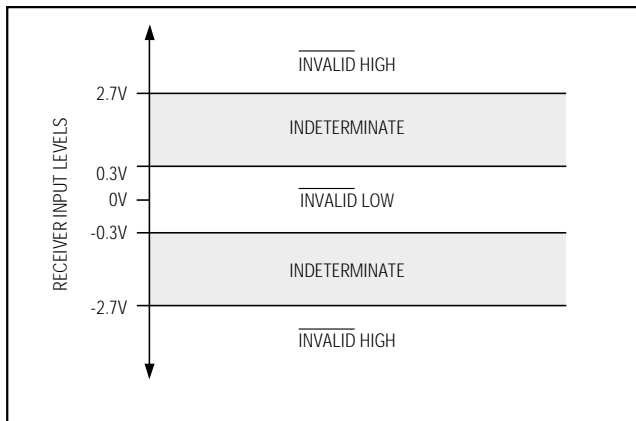 INVALID HIGH
2.7V
INDETERMINATE
0.3V
0V
INVALID LOW
-0.3V
INDETERMINATE
-2.7V
INVALID HIGH
RECEIVER INPUT LEVELS